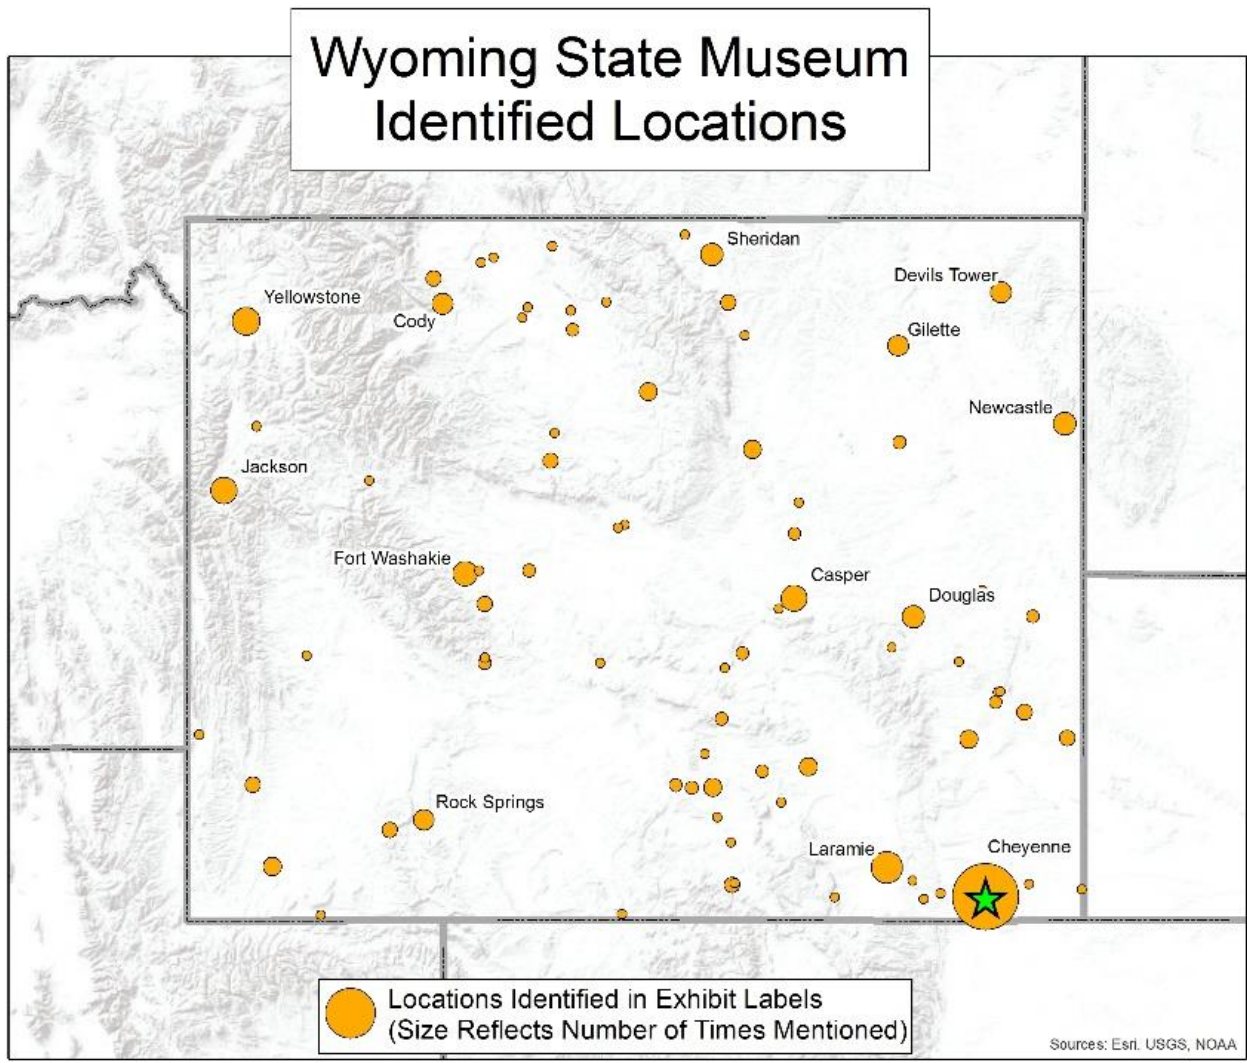 Wyoming State Museum
Identified Locations
Sheridan
Devils Tower
Yellowstone
Cody
Gilette
Newcastle
Jackson
Fort Washakie
Casper
Douglas
Rock Springs
Laramie
Cheyenne
Locations Identified in Exhibit Labels
(Size Reflects Number of Times Mentioned)
Sources: Esri, USGS, NOAA